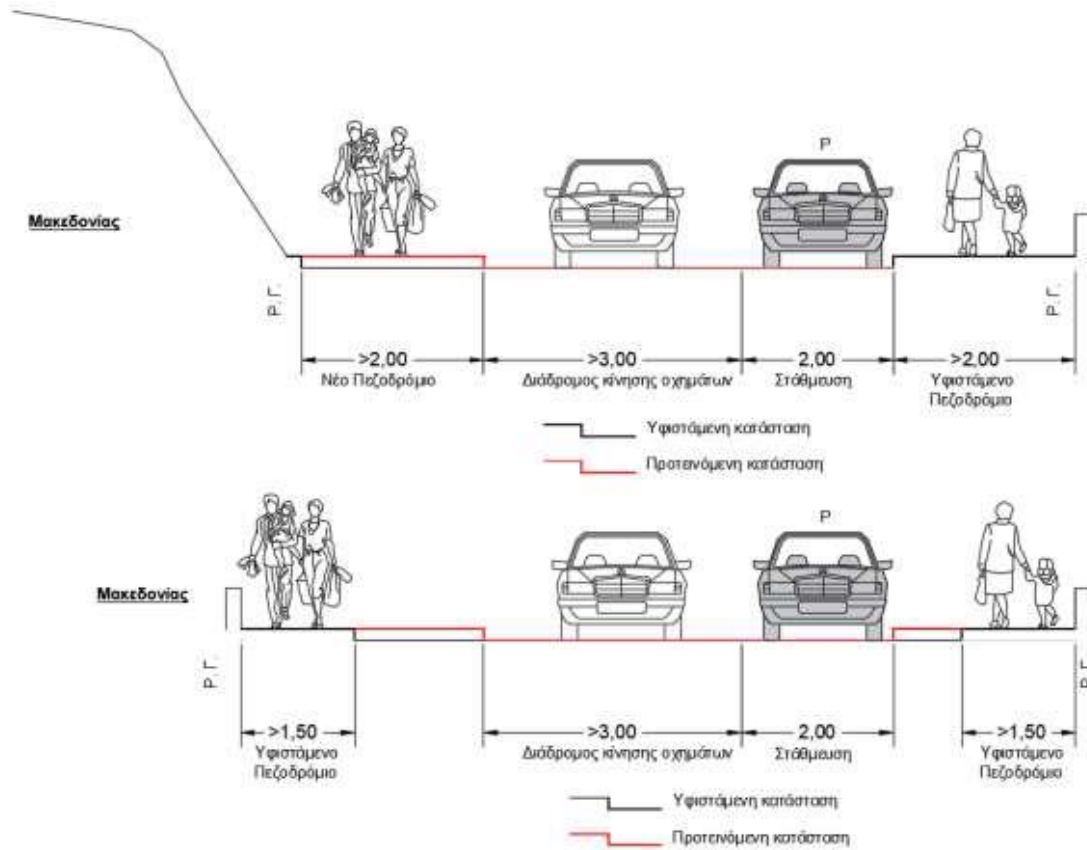 P
Μακεδονίας
Ρ.Γ.
Ρ.Γ.
>2,00
>3,00
2,00
>2,00
Νέο Πεζοδρόμιο
Διάδρομος κίνησης οχημάτων
Στάθμευση
Υφιστάμενο
Πεζοδρόμιο
Υφιστάμενη κατάσταση
Προτεινόμενη κατάσταση
P
Μακεδονίας
Ρ.Γ.
Ρ.Γ.
>1,50
>3,00
2,00
>1,50
Υφιστάμενο
Πεζοδρόμιο
Διάδρομος κίνησης οχημάτων
Στάθμευση
Υφιστάμενο
Πεζοδρόμιο
Υφιστάμενη κατάσταση
Προτεινόμενη κατάσταση